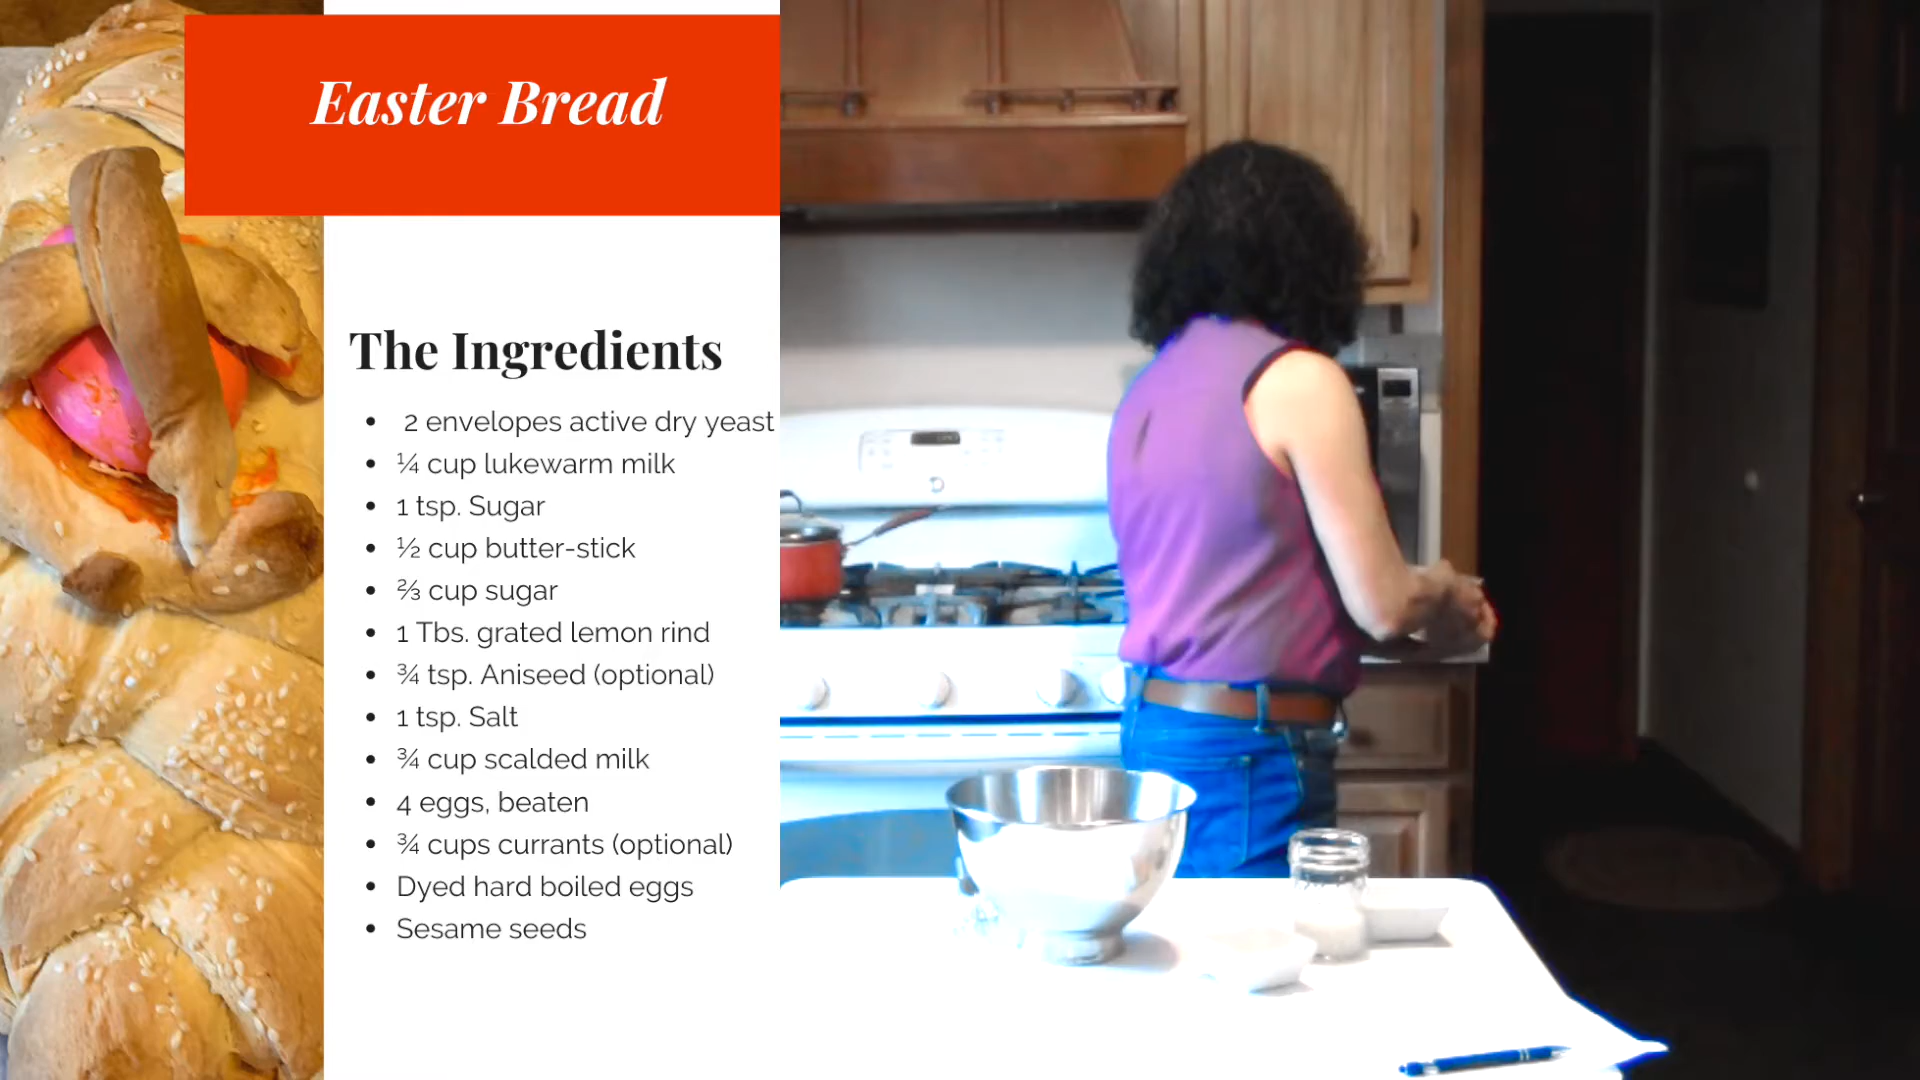 Easter Bread
The Ingredients
• 2 envelopes active dry yeast
• ¼ cup lukewarm milk
• 1 tsp. Sugar
• ½ cup butter-stick
• ⅔ cup sugar
• 1 Tbs. grated lemon rind
• ¾ tsp. Aniseed (optional)
• 1 tsp. Salt
• ¾ cup scalded milk
• 4 eggs, beaten
• ¾ cups currants (optional)
• Dyed hard boiled eggs
• Sesame seeds